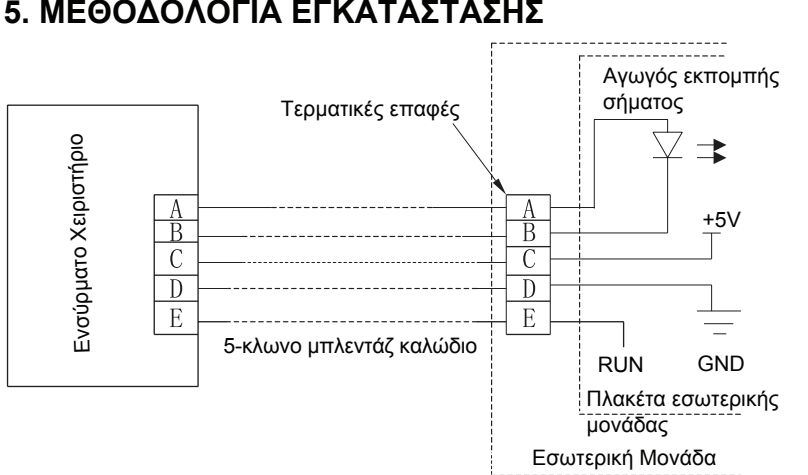 5. ΜΕΘΟΔΟΛΟΓΙΑ ΕΓΚΑΤΑΣΤΑΣΗΣ
Αγωγός εκπομπής
σήματος
Τερματικές επαφές
Ενσύρματο Χειριστήριο
A
B
C
D
E
A
B
C
D
E
+5V
5-κλωνο μπλεντάζ καλώδιο
RUN
GND
Πλακέτα εσωτερικής
μονάδας
Εσωτερική Μονάδα